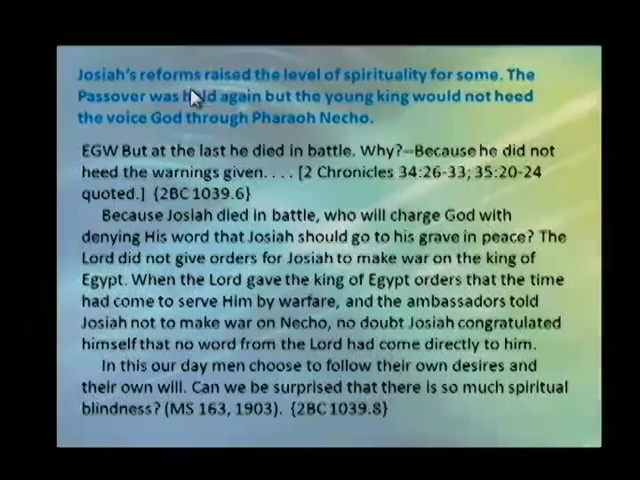 Josiah's reforms raised the level of spirituality for some. The
Passover was held again but the young king would not heed
the voice God through Pharaoh Necho.
EGW But at the last he died in battle. Why?—Because he did not
heed the warnings given. . . . [2 Chronicles 34:26-33; 35:20-24
quoted.] {2BC 1039.6}
Because Josiah died in battle, who will charge God with
denying His word that Josiah should go to his grave in peace? The
Lord did not give orders for Josiah to make war on the king of
Egypt. When the Lord gave the king of Egypt orders that the time
had come to serve Him by warfare, and the ambassadors told
Josiah not to make war on Necho, no doubt Josiah congratulated
himself that no word from the Lord had come directly to him.
In this our day men choose to follow their own desires and
their own will. Can we be surprised that there is so much spiritual
blindness? (MS 163, 1903). {2BC 1039.8}